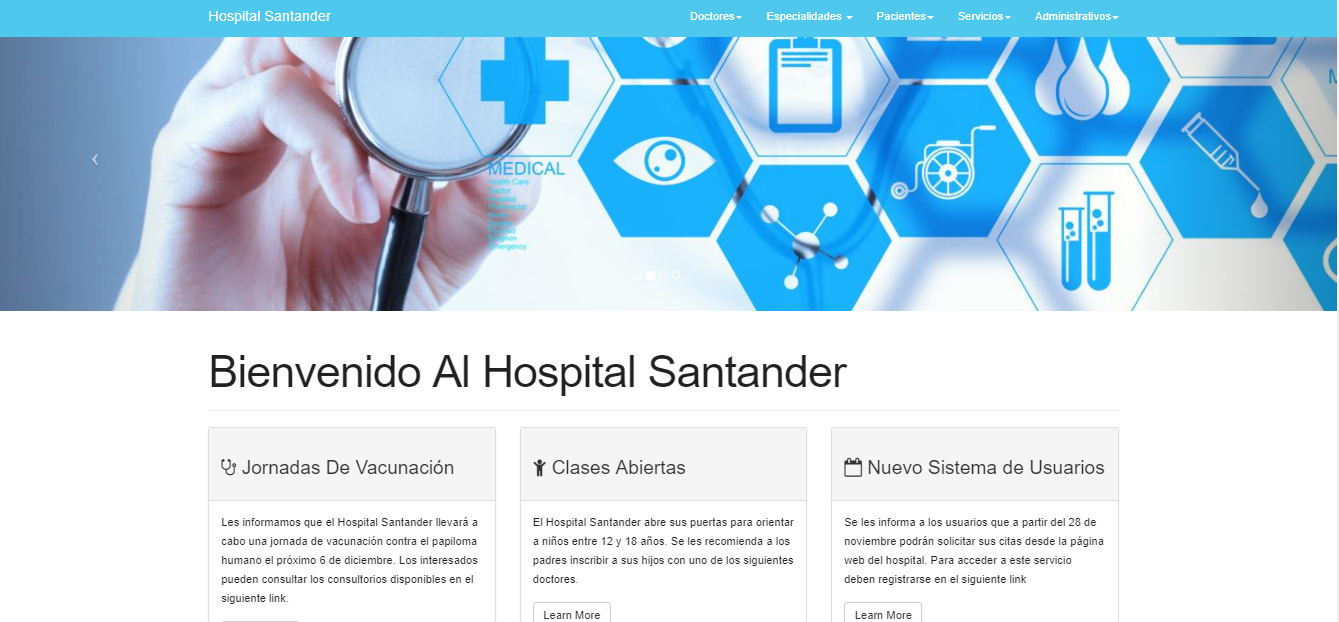 Hospital Santander
Doctores
Especialidades
Pacientes
Servicios
Administrativos
MEDICAL
Health Care
Doctor
Hospital
Pharmacist
Surgeon
Emergency
Bienvenido Al Hospital Santander
Jornadas De Vacunación
Les informamos que el Hospital Santander llevará a
cabo una jornada de vacunación contra el papiloma
humano el próximo 6 de diciembre. Los interesados
pueden consultar los consultorios disponibles en el
siguiente link.
Clases Abiertas
El Hospital Santander abre sus puertas para orientar
a niños entre 12 y 18 años. Se les recomienda a los
padres inscribir a sus hijos con uno de los siguientes
doctores.
Learn More
Nuevo Sistema de Usuarios
Se les informa a los usuarios que a partir del 28 de
noviembre podrán solicitar sus citas desde la página
web del hospital. Para acceder a este servicio
deben registrarse en el siguiente link
Learn More